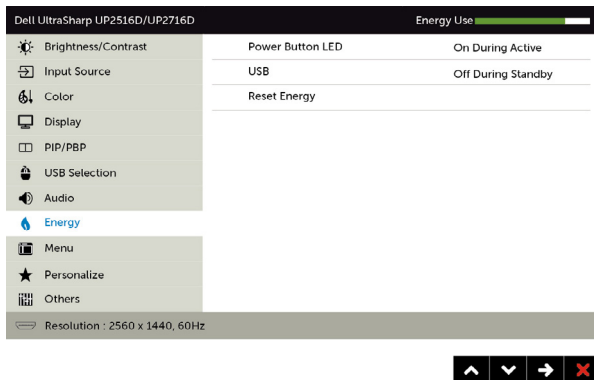 Dell UltraSharp UP2516D/UP2716D Energy Use
Brightness/Contrast Power Button LED On During Active
Input Source USB Off During Standby
Color Reset Energy
Display
PIP/PBP
USB Selection
Audio
Energy
Menu
Personalize
Others
Resolution : 2560 x 1440, 60Hz